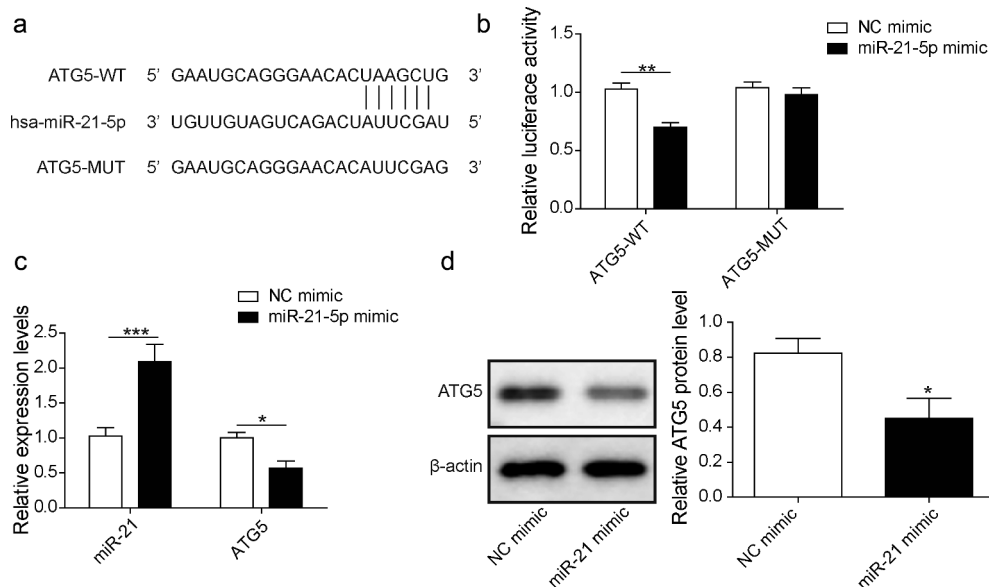 a
ATG5-WT 5' GAAUGCAGGGAACACUAAGCUG 3'
hsa-miR-21-5p 3' UGUUGUAGUCAGACUAUUCGAU 5'
ATG5-MUT 5' GAAUGCAGGGAACACAUUCGAG 3'
b
NC mimic
miR-21-5p mimic
Relative luciferace activity
1.5
1.0
0.5
0.0
**
ATG5-WT
ATG5-MUT
c
NC mimic
miR-21-5p mimic
Relative expression levels
2.5
2.0
1.5
1.0
0.5
0.0
***
*
miR-21
ATG5
d
ATG5
β-actin
NC mimic
miR-21 mimic
Relative ATG5 protein level
1.0
0.8
0.6
0.4
0.2
0.0
*
NC mimic
miR-21 mimic